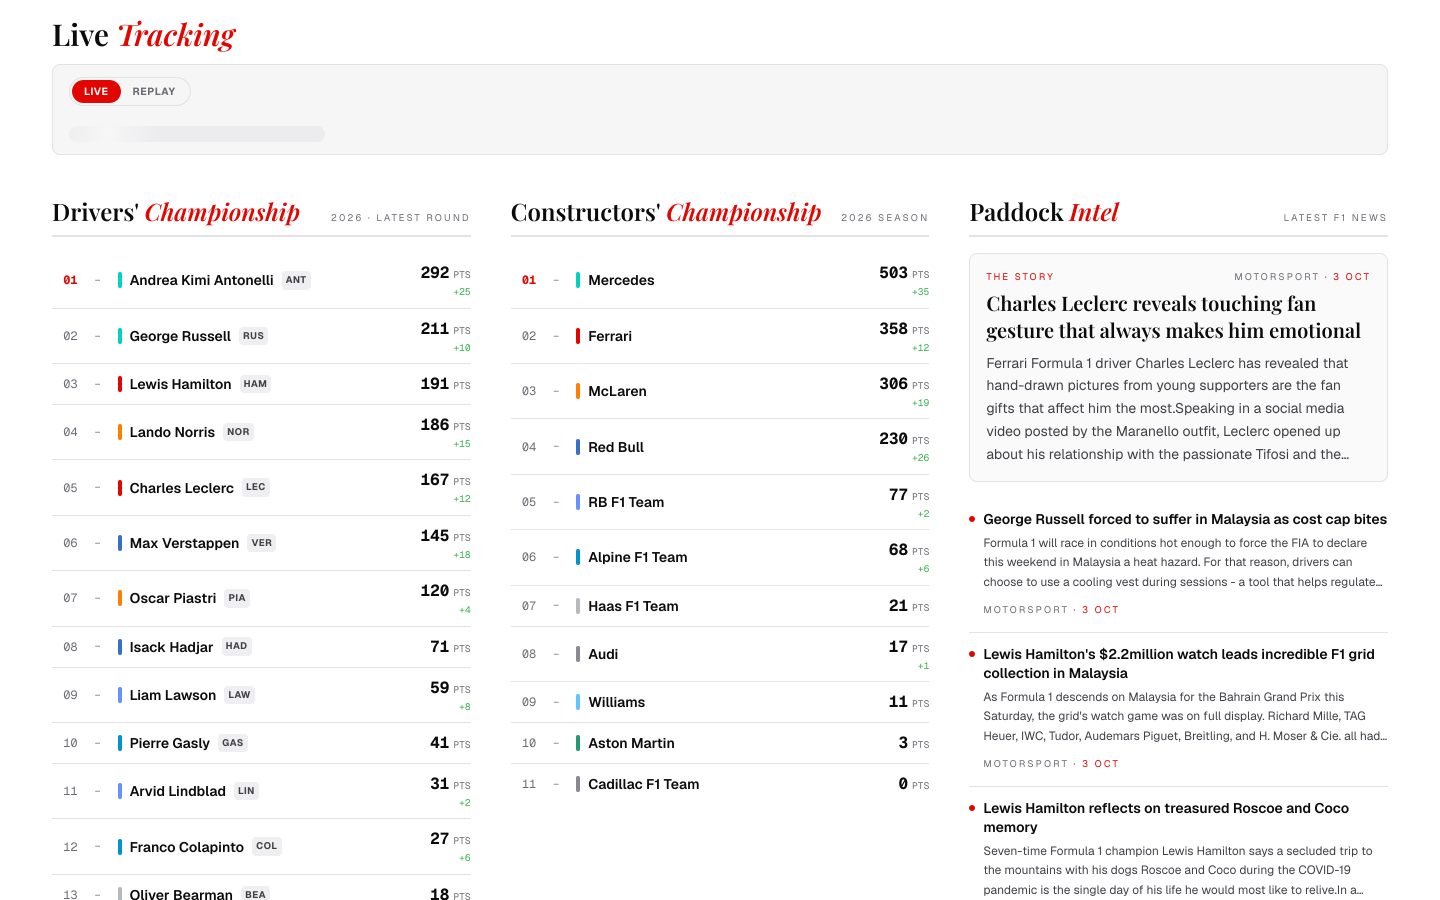 Live Tracking
LIVE REPLAY
Drivers' Championship 2026 · LATEST ROUND
01 – Andrea Kimi Antonelli ANT 292 PTS
+25
02 – George Russell RUS 211 PTS
+10
03 – Lewis Hamilton HAM 191 PTS
04 – Lando Norris NOR 186 PTS
+15
05 – Charles Leclerc LEC 167 PTS
+12
06 – Max Verstappen VER 145 PTS
+18
07 – Oscar Piastri PIA 120 PTS
+4
08 – Isack Hadjar HAD 71 PTS
09 – Liam Lawson LAW 59 PTS
+8
10 – Pierre Gasly GAS 41 PTS
11 – Arvid Lindblad LIN 31 PTS
+2
12 – Franco Colapinto COL 27 PTS
+6
13 – Oliver Bearman BEA 18 PTS
Constructors' Championship 2026 SEASON
01 – Mercedes 503 PTS
+35
02 – Ferrari 358 PTS
+12
03 – McLaren 306 PTS
+19
04 – Red Bull 230 PTS
+26
05 – RB F1 Team 77 PTS
+2
06 – Alpine F1 Team 68 PTS
+6
07 – Haas F1 Team 21 PTS
08 – Audi 17 PTS
+1
09 – Williams 11 PTS
10 – Aston Martin 3 PTS
11 – Cadillac F1 Team 0 PTS
Paddock Intel LATEST F1 NEWS
THE STORY MOTORSPORT · 3 OCT
Charles Leclerc reveals touching fan
gesture that always makes him emotional
Ferrari Formula 1 driver Charles Leclerc has revealed that
hand-drawn pictures from young supporters are the fan
gifts that affect him the most.Speaking in a social media
video posted by the Maranello outfit, Leclerc opened up
about his relationship with the passionate Tifosi and the…
George Russell forced to suffer in Malaysia as cost cap bites
Formula 1 will race in conditions hot enough to force the FIA to declare
this weekend in Malaysia a heat hazard. For that reason, drivers can
choose to use a cooling vest during sessions - a tool that helps regulate…
MOTORSPORT · 3 OCT
Lewis Hamilton's $2.2million watch leads incredible F1 grid
collection in Malaysia
As Formula 1 descends on Malaysia for the Bahrain Grand Prix this
Saturday, the grid's watch game was on full display. Richard Mille, TAG
Heuer, IWC, Tudor, Audemars Piguet, Breitling, and H. Moser & Cie. all had…
MOTORSPORT · 3 OCT
Lewis Hamilton reflects on treasured Roscoe and Coco
memory
Seven-time Formula 1 champion Lewis Hamilton says a secluded trip to
the mountains with his dogs Roscoe and Coco during the COVID-19
pandemic is the single day of his life he would most like to relive.In a…